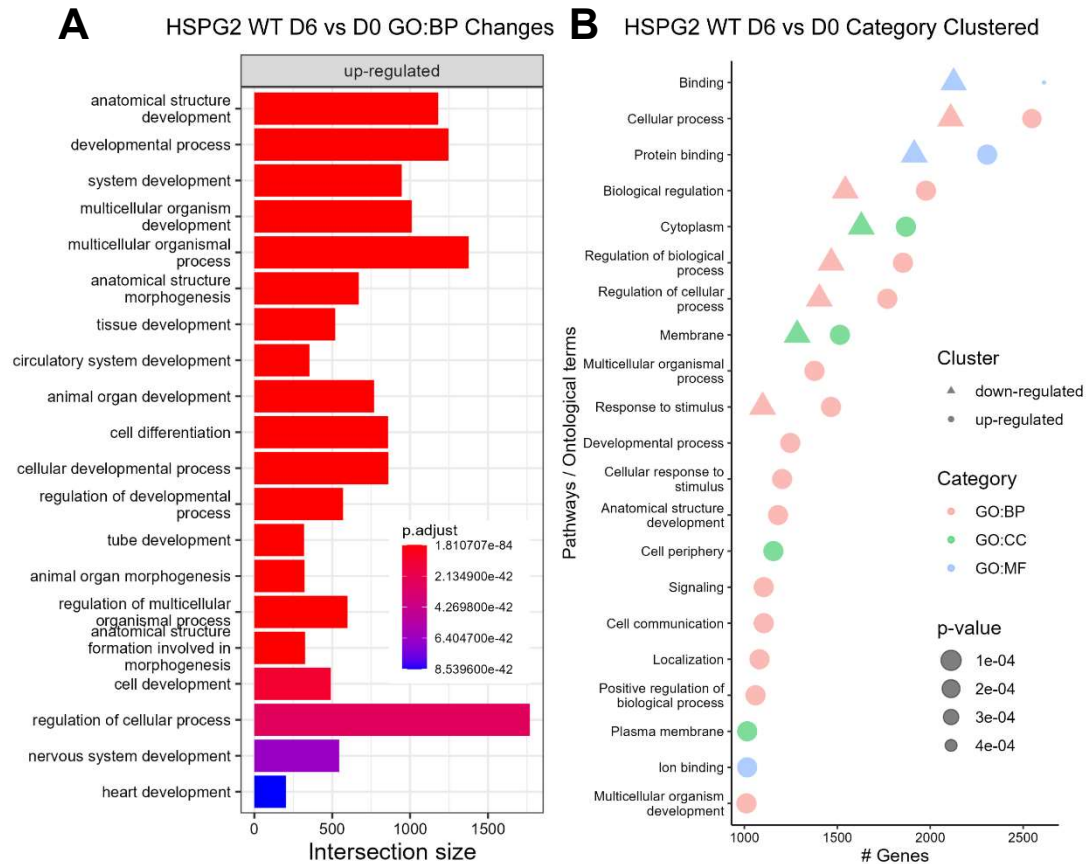 A
HSPG2 WT D6 vs D0 GO:BP Changes
up-regulated
anatomical structure
development
developmental process
system development
multicellular organism
development
multicellular organismal
process
anatomical structure
morphogenesis
tissue development
circulatory system development
animal organ development
cell differentiation
cellular developmental process
regulation of developmental
process
tube development
animal organ morphogenesis
regulation of multicellular
organismal process
anatomical structure
formation involved in
morphogenesis
cell development
regulation of cellular process
nervous system development
heart development
p.adjust
1.810707e-84
2.134900e-42
4.269800e-42
6.404700e-42
8.539600e-42
0
500
1000
1500
Intersection size
B
HSPG2 WT D6 vs D0 Category Clustered
Pathways / Ontological terms
Binding
Cellular process
Protein binding
Biological regulation
Cytoplasm
Regulation of biological
process
Regulation of cellular
process
Membrane
Multicellular organismal
process
Response to stimulus
Developmental process
Cellular response to
stimulus
Anatomical structure
development
Cell periphery
Signaling
Cell communication
Localization
Positive regulation of
biological process
Plasma membrane
Ion binding
Multicellular organism
development
Cluster
down-regulated
up-regulated
Category
GO:BP
GO:CC
GO:MF
p-value
1e-04
2e-04
3e-04
4e-04
1000
1500
2000
2500
# Genes